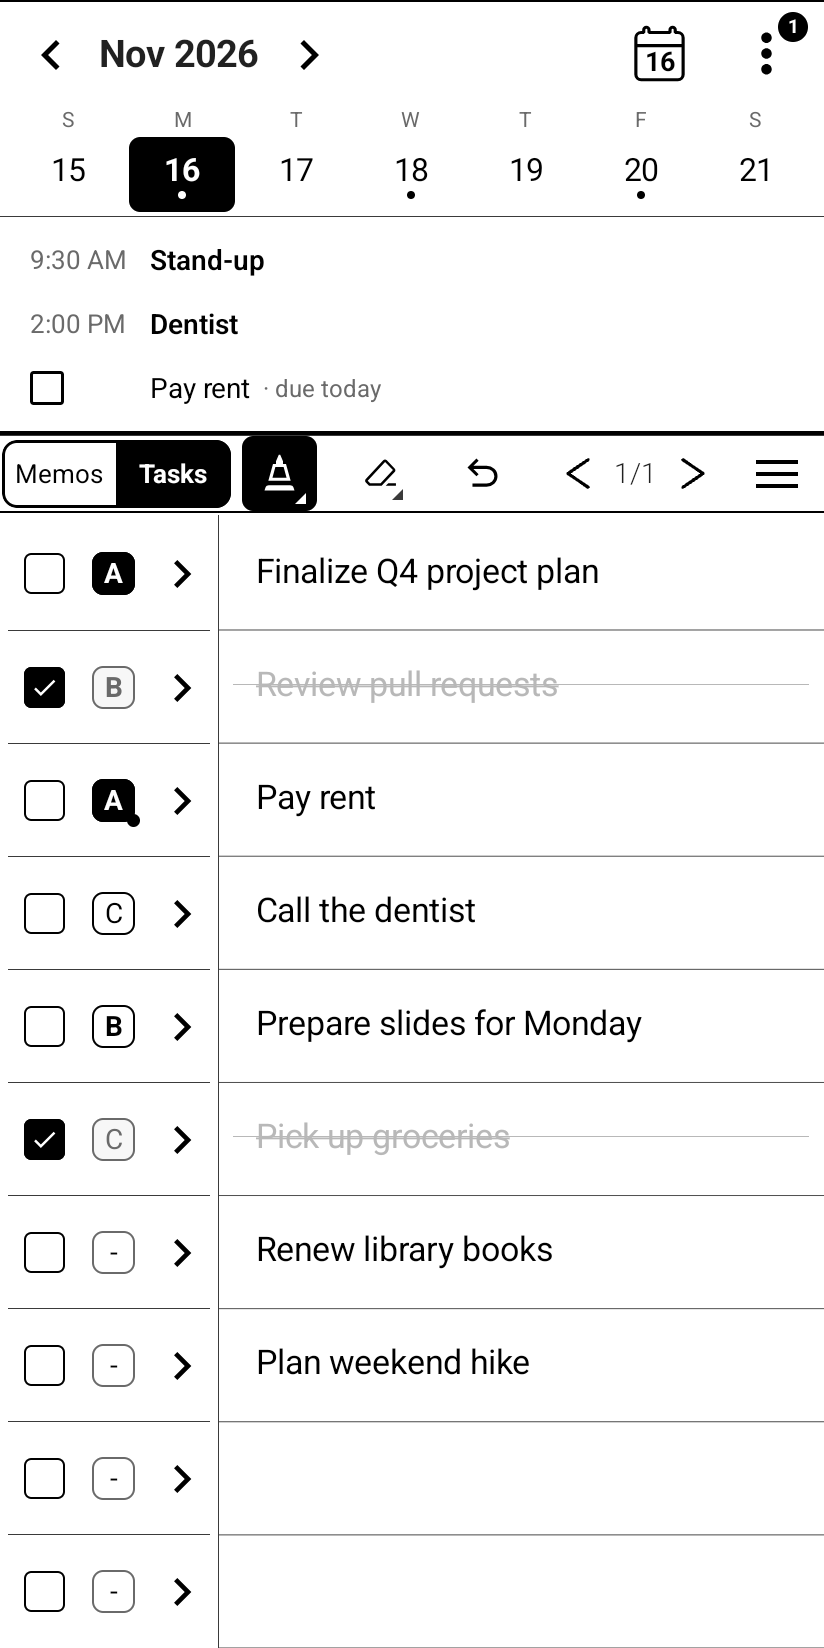 Nov 2026
16
1
S M T W T F S
15 16 17 18 19 20 21
9:30 AM Stand-up
2:00 PM Dentist
Pay rent · due today
Memos Tasks 1/1
A Finalize Q4 project plan
B Review pull requests
A Pay rent
C Call the dentist
B Prepare slides for Monday
C Pick up groceries
- Renew library books
- Plan weekend hike
-
-